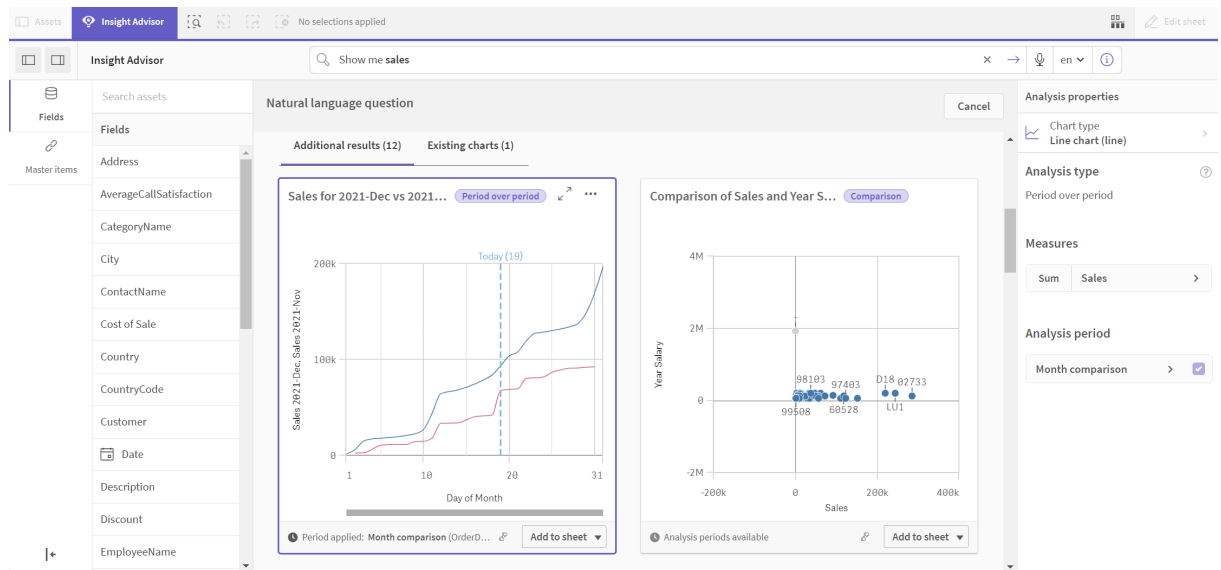 Assets
Insight Advisor
No selections applied
Edit sheet
Insight Advisor
Show me sales
en
Fields
Master items
Search assets
Fields
Address
AverageCallSatisfaction
CategoryName
City
ContactName
Cost of Sale
Country
CountryCode
Customer
Date
Description
Discount
EmployeeName
Natural language question
Cancel
Additional results (12)
Existing charts (1)
Sales for 2021-Dec vs 2021...
Period over period
Today (19)
Sales 2021-Dec, Sales 2021-Nov
200k
100k
0
1
10
20
31
Day of Month
Period applied: Month comparison (OrderD...
Add to sheet
Comparison of Sales and Year S...
Comparison
Year Salary
4M
2M
0
-2M
-
98103
97403
D18
02733
99508
60528
LU1
-200k
0
200k
400k
Sales
Analysis periods available
Add to sheet
Analysis properties
Chart type
Line chart (line)
Analysis type
Period over period
Measures
Sum
Sales
Analysis period
Month comparison